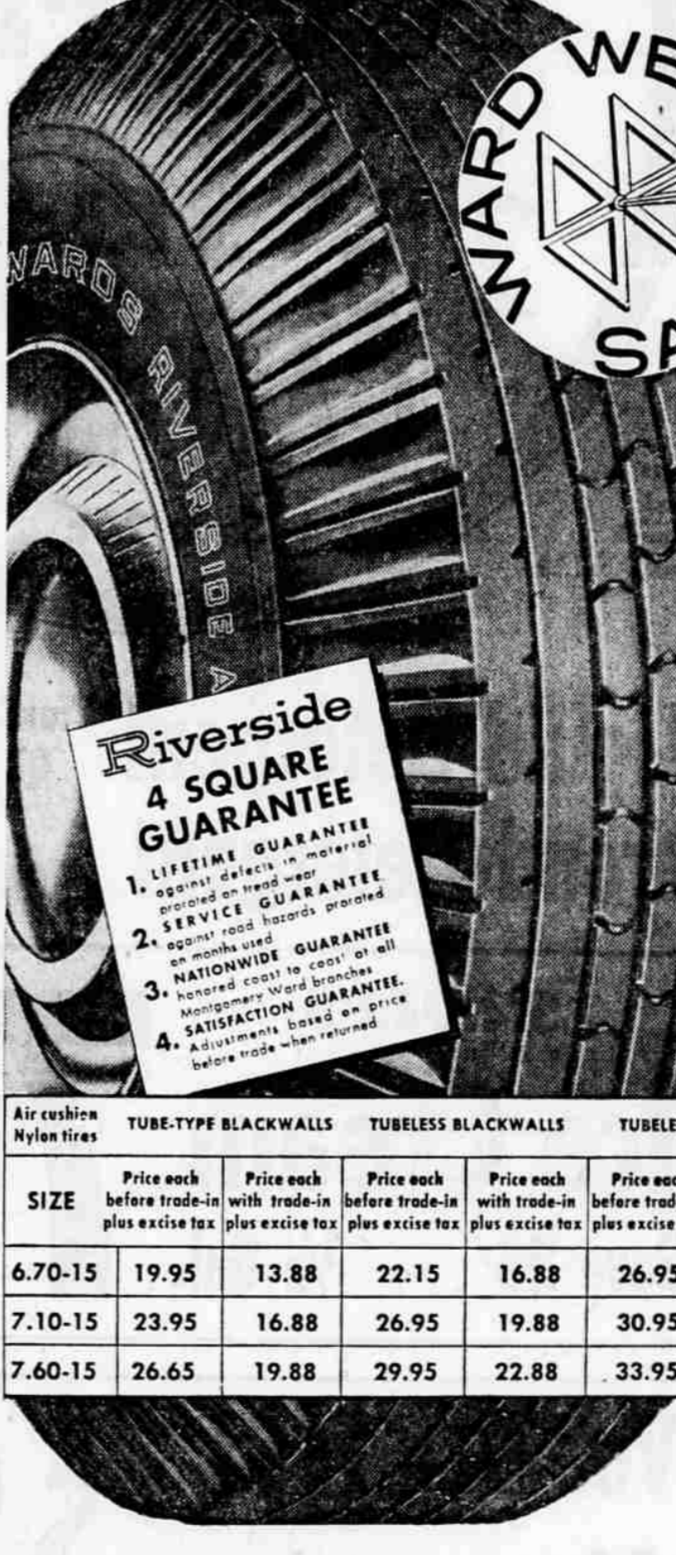 WARD WE
SA
WARDS RIVERSIDE A
Riverside
4 SQUARE
GUARANTEE
1. LIFETIME GUARANTEE
against defects in material
prorated on tread wear
2. SERVICE GUARANTEE.
against road hazards prorated
on months used
3. NATIONWIDE GUARANTEE
honored coast to coast at all
Montgomery Ward branches
4. SATISFACTION GUARANTEE.
Adjustments based on price
before trade when returned
Air cushion
Nylon tires
TUBE-TYPE BLACKWALLS TUBELESS BLACKWALLS TUBELE
SIZE
Price each
before trade-in
plus excise tax
Price each
with trade-in
plus excise tax
Price each
before trade-in
plus excise tax
Price each
with trade-in
plus excise tax
Price eac
before trad
plus excise
6.70-15 19.95 13.88 22.15 16.88 26.95
7.10-15 23.95 16.88 26.95 19.88 30.95
7.60-15 26.65 19.88 29.95 22.88 33.95